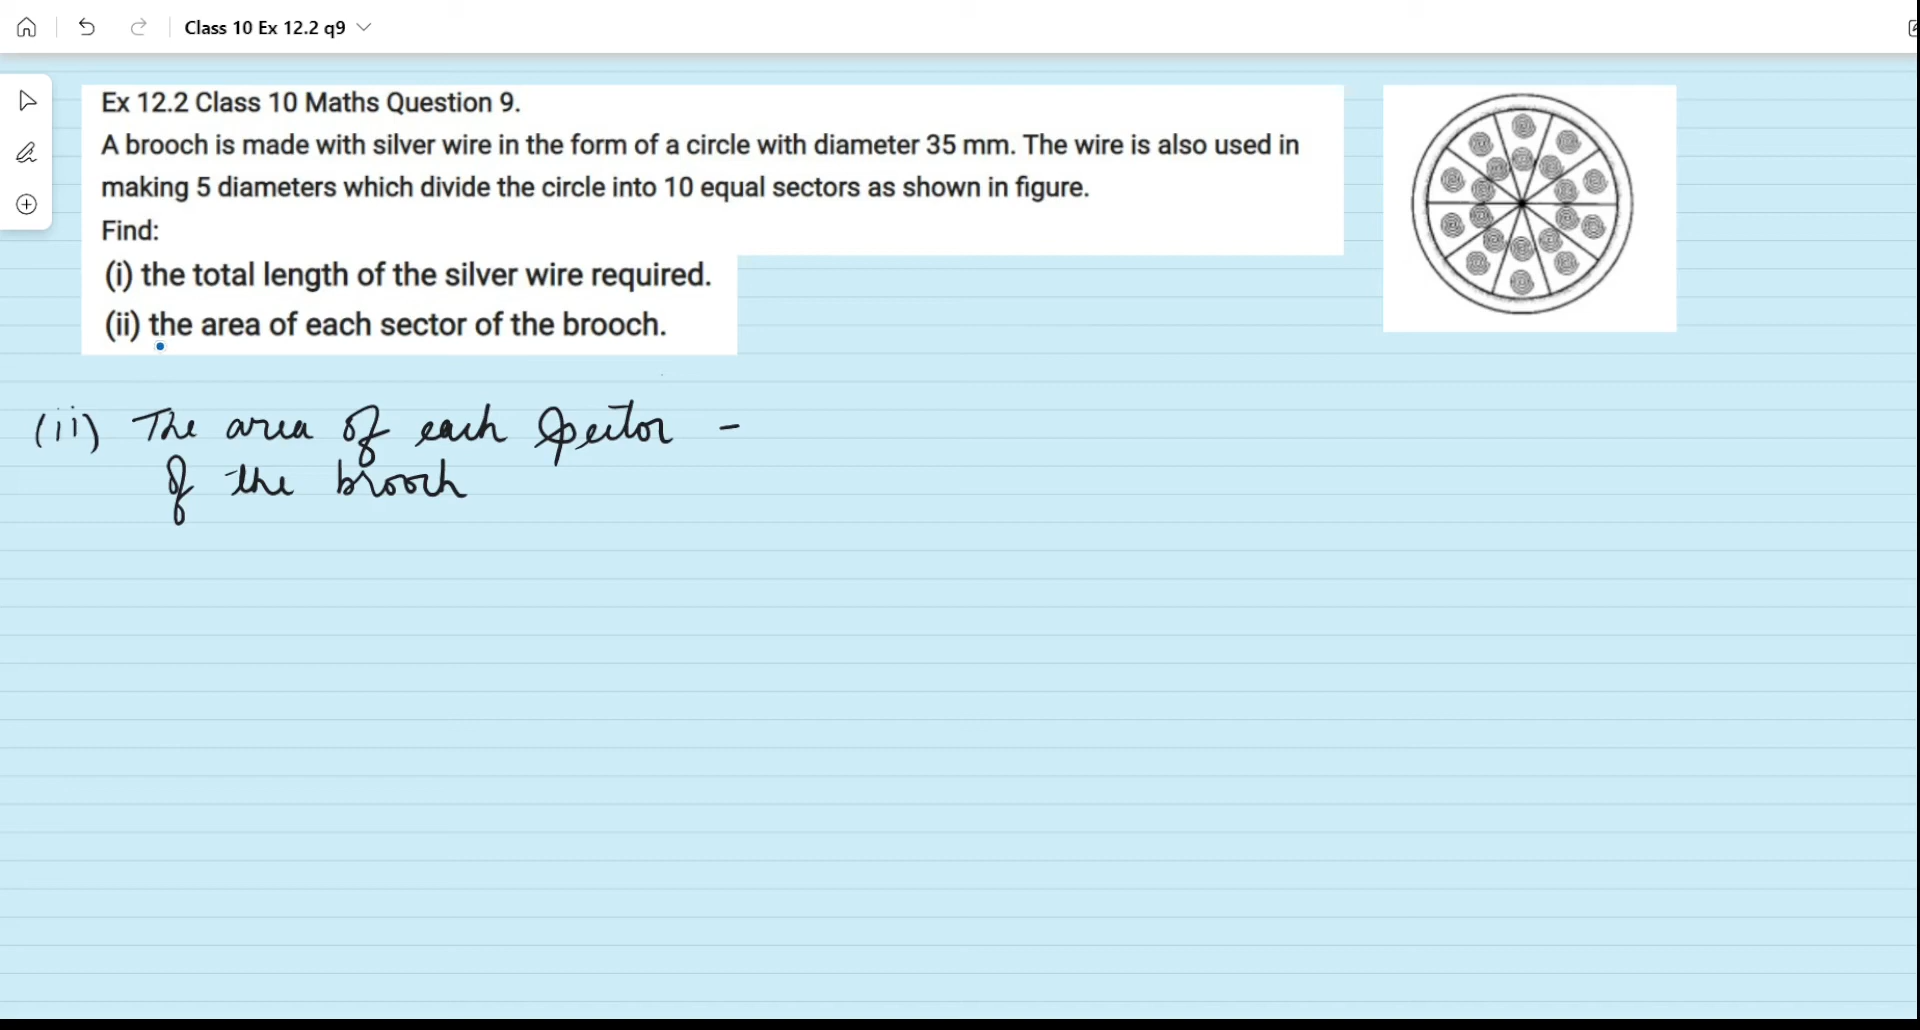 Class 10 Ex 12.2 q9
Ex 12.2 Class 10 Maths Question 9.
A brooch is made with silver wire in the form of a circle with diameter 35 mm. The wire is also used in
making 5 diameters which divide the circle into 10 equal sectors as shown in figure.
Find:
(i) the total length of the silver wire required.
(ii) the area of each sector of the brooch.
(ii) The area of each sector -
of the brooch